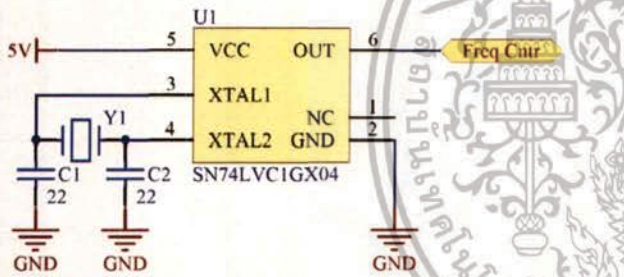 U1
5V
5
VCC
OUT
6
Freq Cntr
3
XTAL1
NC
1
Y1
4
XTAL2
GND
2
C1
22
C2
22
SN74LVC1GX04
GND
GND
GND